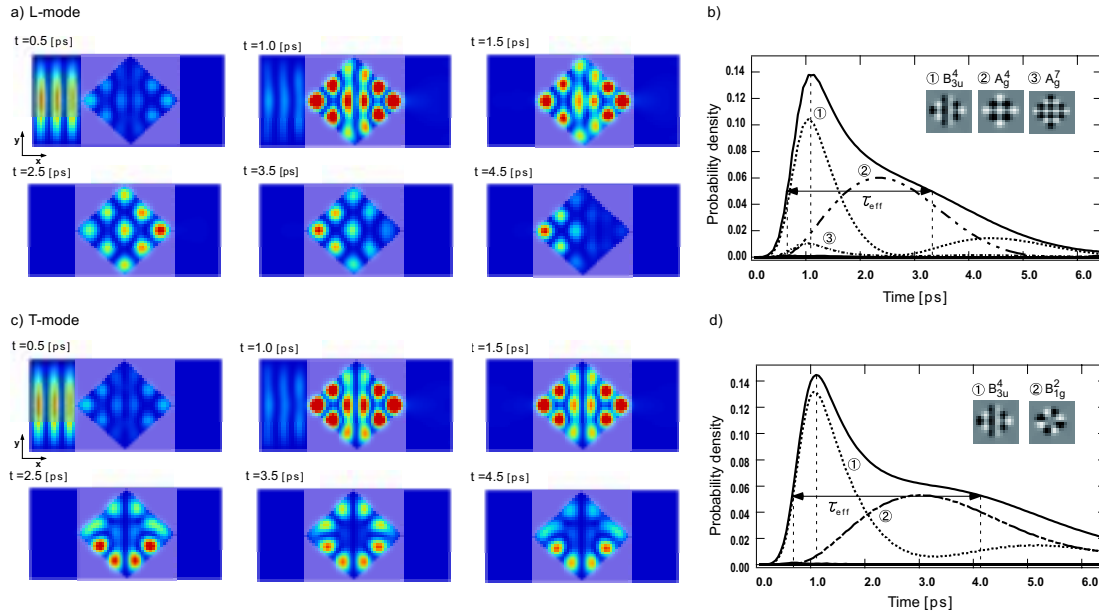 a) L-mode
t =0.5 [ps]
t =1.0 [ps]
t =1.5 [ps]
y
x
t =2.5 [ps]
t =3.5 [ps]
t =4.5 [ps]
b)
Probability density
0.14
0.12
0.10
0.08
0.06
0.04
0.02
0.00
① B⁴₃ᵤ ② A⁴g ③ A⁷g
①
②
τeff
③
0.0 1.0 2.0 3.0 4.0 5.0 6.0
Time [ps]
c) T-mode
t =0.5 [ps]
t =1.0 [ps]
t =1.5 [ps]
y
x
t =2.5 [ps]
t =3.5 [ps]
t =4.5 [ps]
d)
Probability density
0.14
0.12
0.10
0.08
0.06
0.04
0.02
0.00
① B⁴₃ᵤ ② B²₁g
①
②
τeff
0.0 1.0 2.0 3.0 4.0 5.0 6.0
Time [ps]